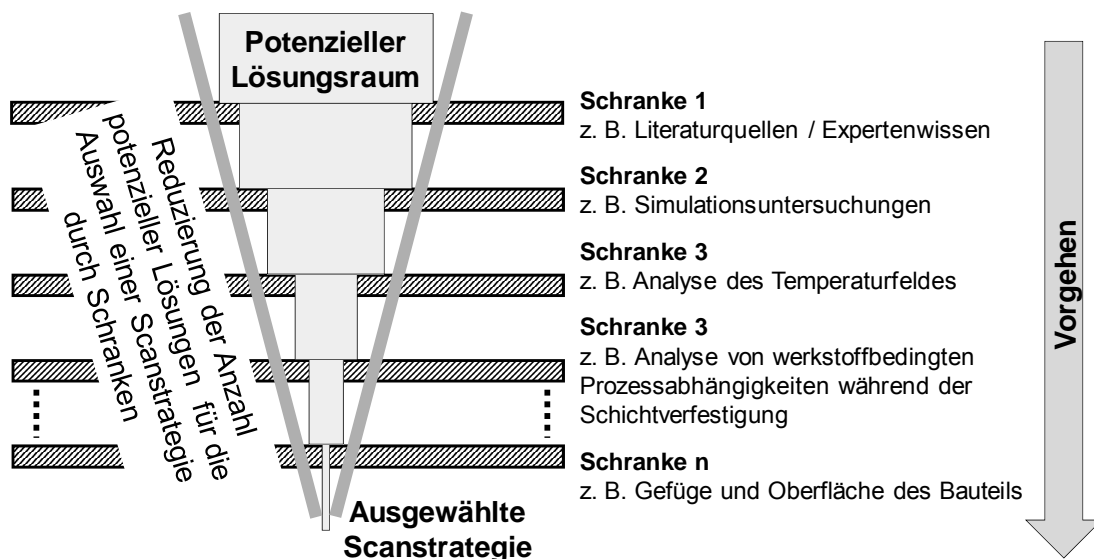 Potenzieller
Lösungsraum
Reduzierung der Anzahl
potenzieller Lösungen für die
Auswahl einer Scanstrategie
durch Schranken
Ausgewählte
Scanstrategie
Schranke 1
z. B. Literaturquellen / Expertenwissen
Schranke 2
z. B. Simulationsuntersuchungen
Schranke 3
z. B. Analyse des Temperaturfeldes
Schranke 3
z. B. Analyse von werkstoffbedingten
Prozessabhängigkeiten während der
Schichtverfestigung
Schranke n
z. B. Gefüge und Oberfläche des Bauteils
Vorgehen